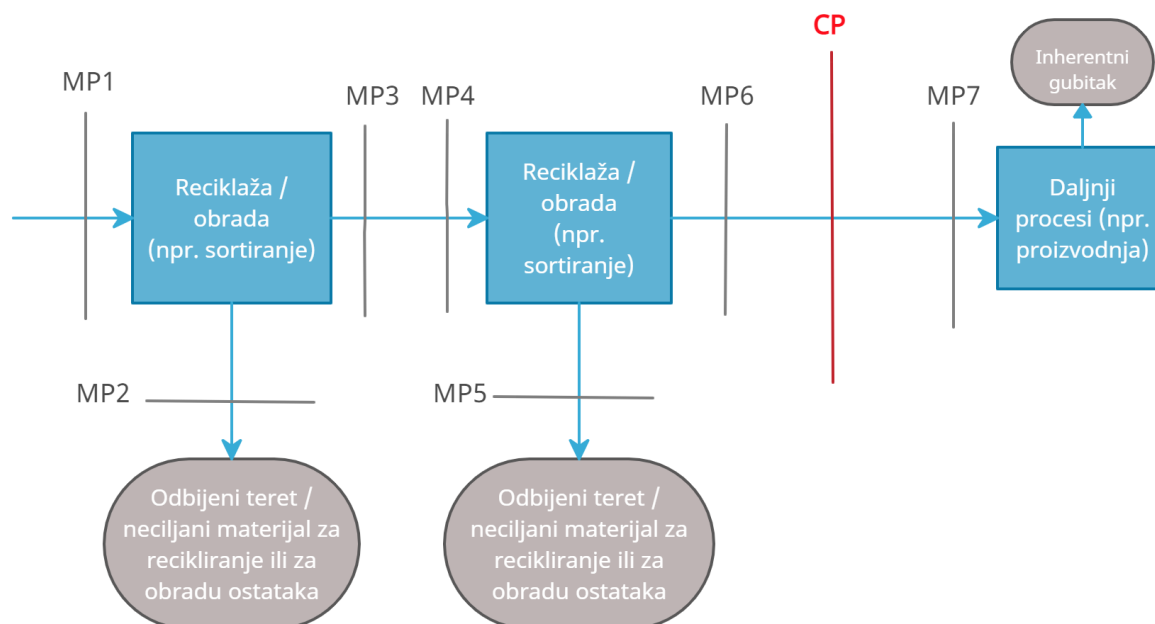 CP
Inherentni
gubitak
MP1
MP3
MP4
MP6
MP7
Reciklaža /
obrada
(npr. sortiranje)
Reciklaža /
obrada
(npr.
sortiranje)
Daljnji
procesi (npr.
proizvodnja)
MP2
MP5
Odbijeni teret /
neciljani materijal za
recikliranje ili za
obradu ostataka
Odbijeni teret /
neciljani materijal za
recikliranje ili za
obradu ostataka